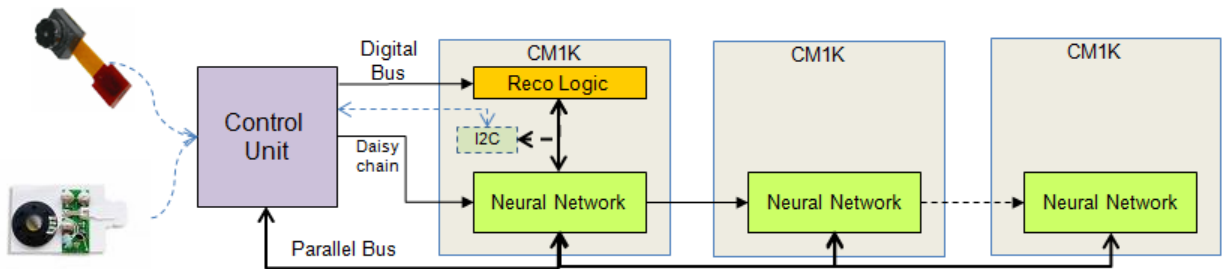 Digital
Bus
CM1K
CM1K
CM1K
Reco Logic
Control
Unit
I2C
Daisy
chain
Neural Network
Neural Network
Neural Network
Parallel Bus